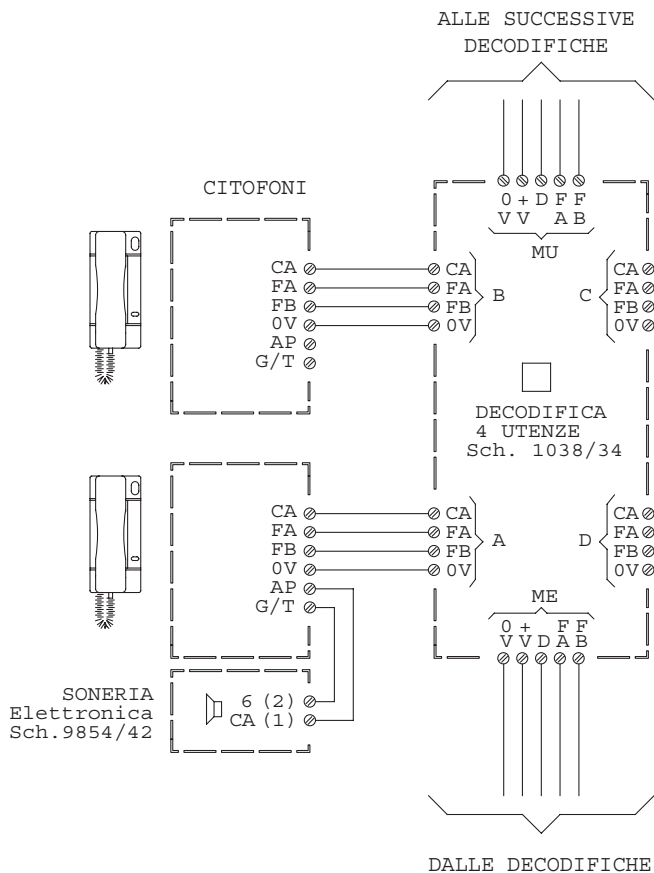 ALLE SUCCESSIVE
DECODIFICHE
CITOFONI
0 + D F F
V V A B
MU
CA
FA
FB
0V
AP
G/T
CA
FA
FB
0V
B
C
CA
FA
FB
0V
DECODIFICA
4 UTENZE
Sch. 1038/34
CA
FA
FB
0V
AP
G/T
CA
FA
FB
0V
A
D
CA
FA
FB
0V
ME
0 + F F
V V D A B
SONERIA
Elettronica
Sch.9854/42
6 (2)
CA (1)
DALLE DECODIFICHE